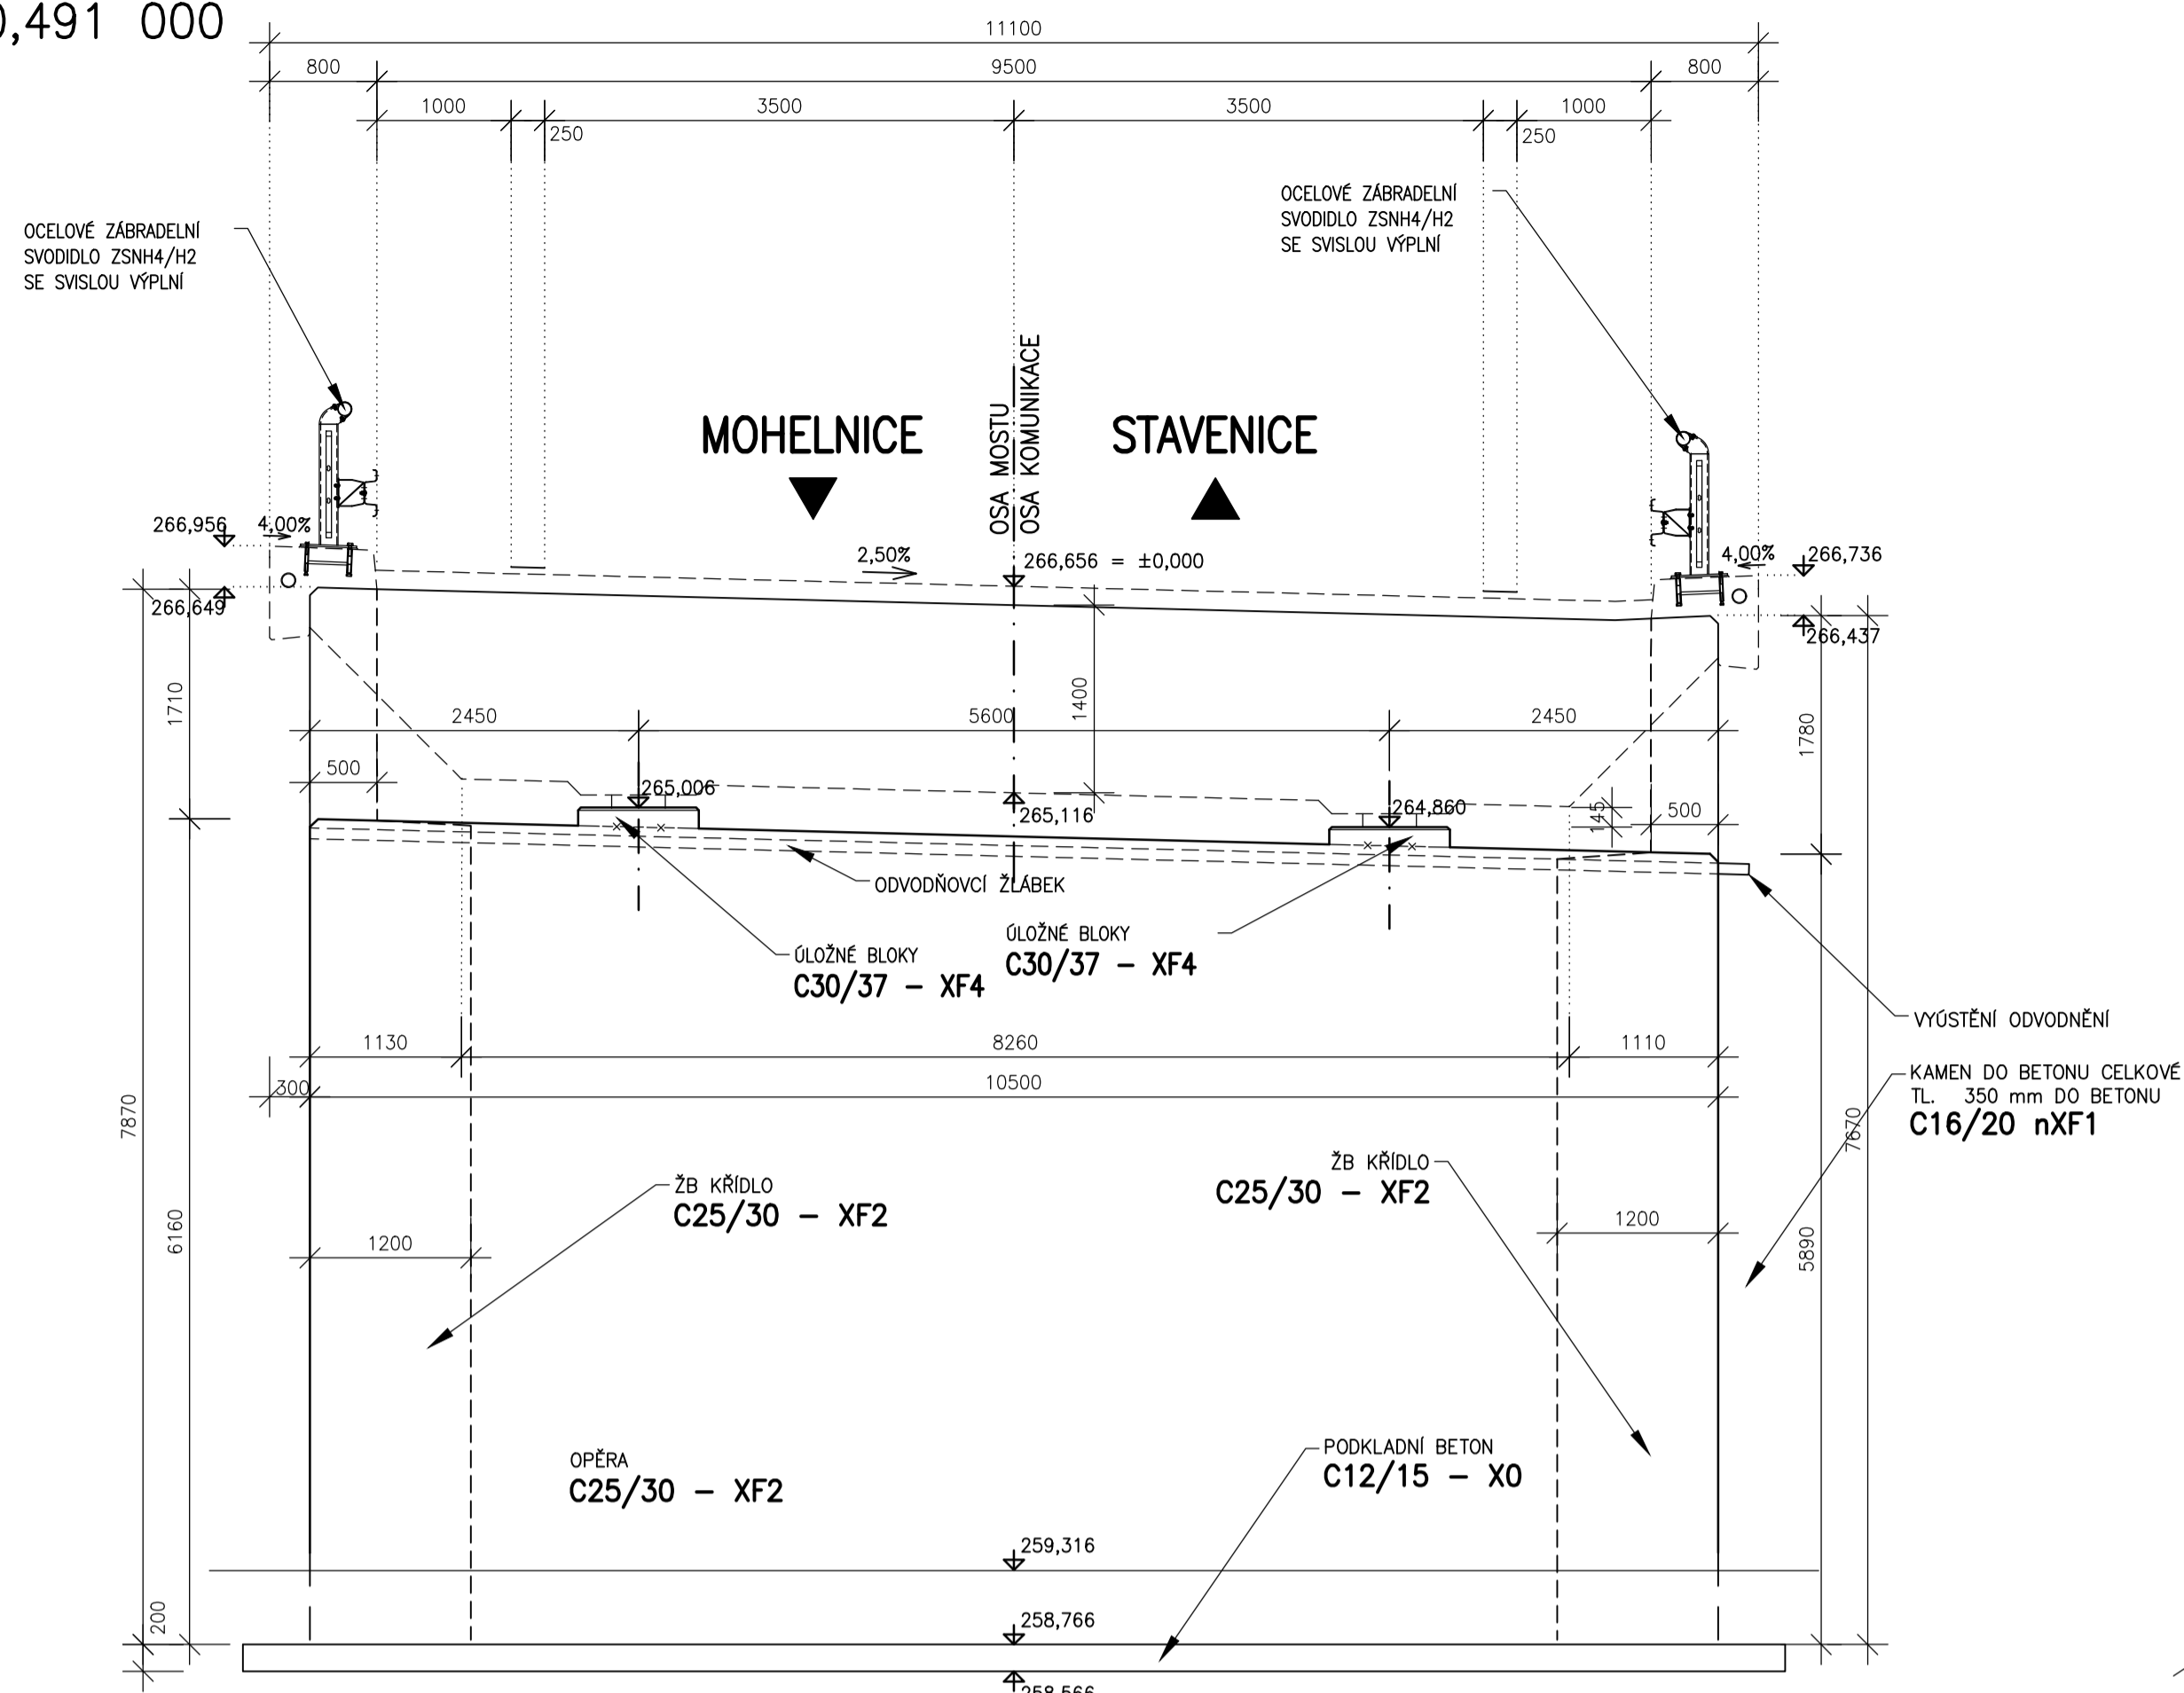 0,491 000
11100
800
9500
800
1000
250
3500
3500
250
1000
OCELOVÉ ZÁBRADELNÍ
SVODIDLO ZSNH4/H2
SE SVISLOU VÝPLNÍ
OCELOVÉ ZÁBRADELNÍ
SVODIDLO ZSNH4/H2
SE SVISLOU VÝPLNÍ
MOHELNICE
OSA MOSTU
OSA KOMUNIKACE
STAVENICE
266,956
4,00%
2,50%
266,656 = ±0,000
4,00%
266,736
266,649
266,437
1710
1400
1780
2450
5600
2450
500
265,006
265,116
264,860
145
500
ODVODŇOVCÍ ŽLÁBEK
ÚLOŽNÉ BLOKY
C30/37 – XF4
ÚLOŽNÉ BLOKY
C30/37 – XF4
VYÚSTĚNÍ ODVODNĚNÍ
1130
8260
1110
300
10500
KAMEN DO BETONU CELKOVÉ
TL. 350 mm DO BETONU
C16/20 nXF1
7870
7670
6160
5890
ŽB KŘÍDLO
C25/30 – XF2
ŽB KŘÍDLO
C25/30 – XF2
1200
1200
OPĚRA
C25/30 – XF2
PODKLADNÍ BETON
C12/15 – X0
259,316
200
258,766
258,566